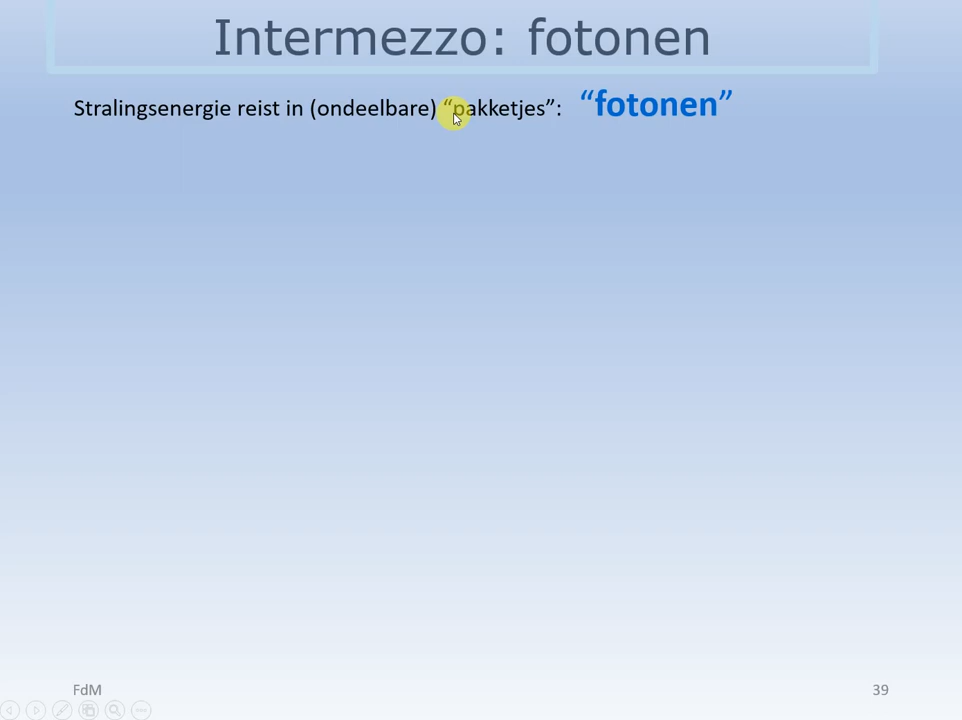 Intermezzo: fotonen
Stralingsenergie reist in (ondeelbare) “pakketjes”: “fotonen”
FdM
39